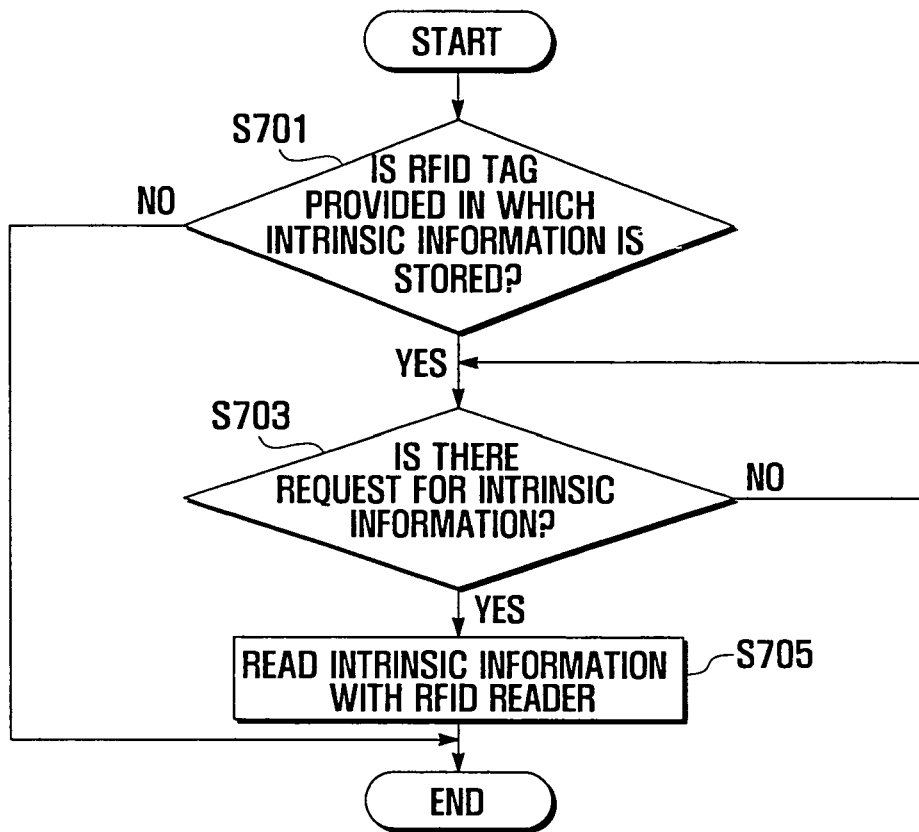 START
S701
IS RFID TAG
PROVIDED IN WHICH
INTRINSIC INFORMATION IS
STORED?
NO
YES
S703
IS THERE
REQUEST FOR INTRINSIC
INFORMATION?
NO
YES
READ INTRINSIC INFORMATION
WITH RFID READER
S705
END